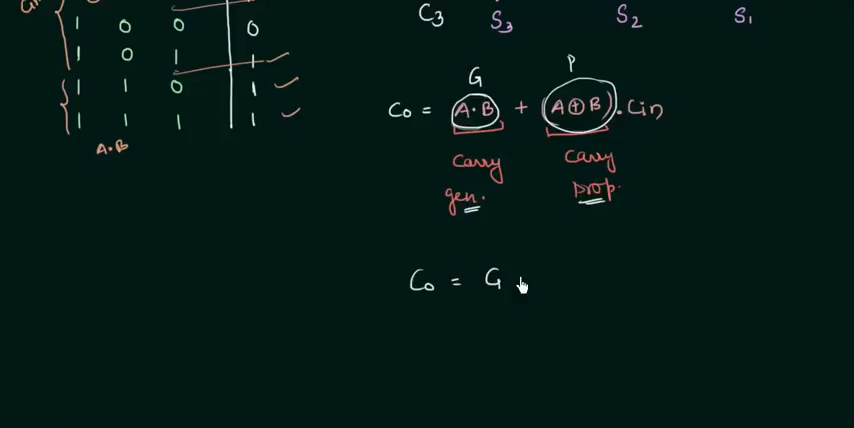 Cin
1 0 0 0
1 0 1 1
1 1 0 1 ✓
1 1 1 1 ✓
A·B
C3 S3 S2 S1
G P
Co = A·B + (A⊕B).Cin
carry carry
gen. prop.
Co = G